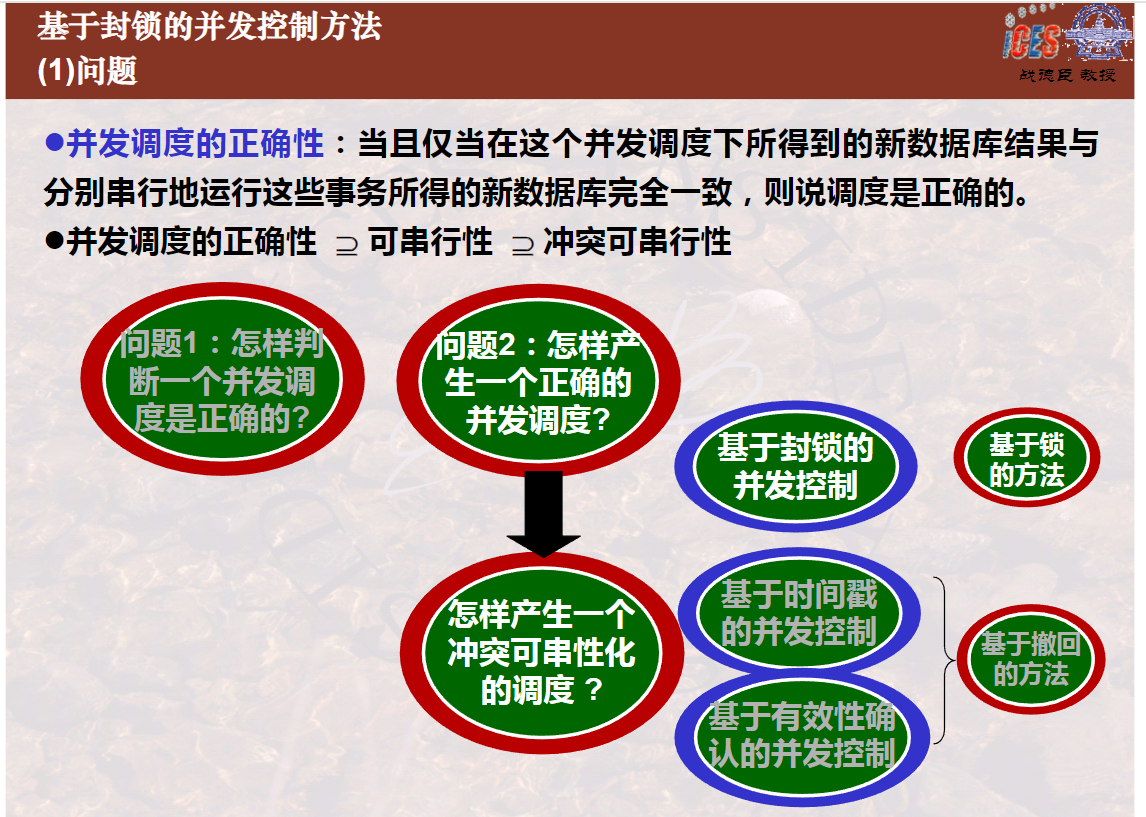 基于封锁的并发控制方法
(1)问题
iCES
战德臣 教授
●并发调度的正确性：当且仅当在这个并发调度下所得到的新数据库结果与
分别串行地运行这些事务所得的新数据库完全一致，则说调度是正确的。
●并发调度的正确性 ⊇ 可串行性 ⊇ 冲突可串行性
问题1：怎样判
断一个并发调
度是正确的?
问题2：怎样产
生一个正确的
并发调度?
基于封锁的
并发控制
基于锁
的方法
怎样产生一个
冲突可串性化
的调度 ?
基于时间戳
的并发控制
基于撤回
的方法
基于有效性确
认的并发控制